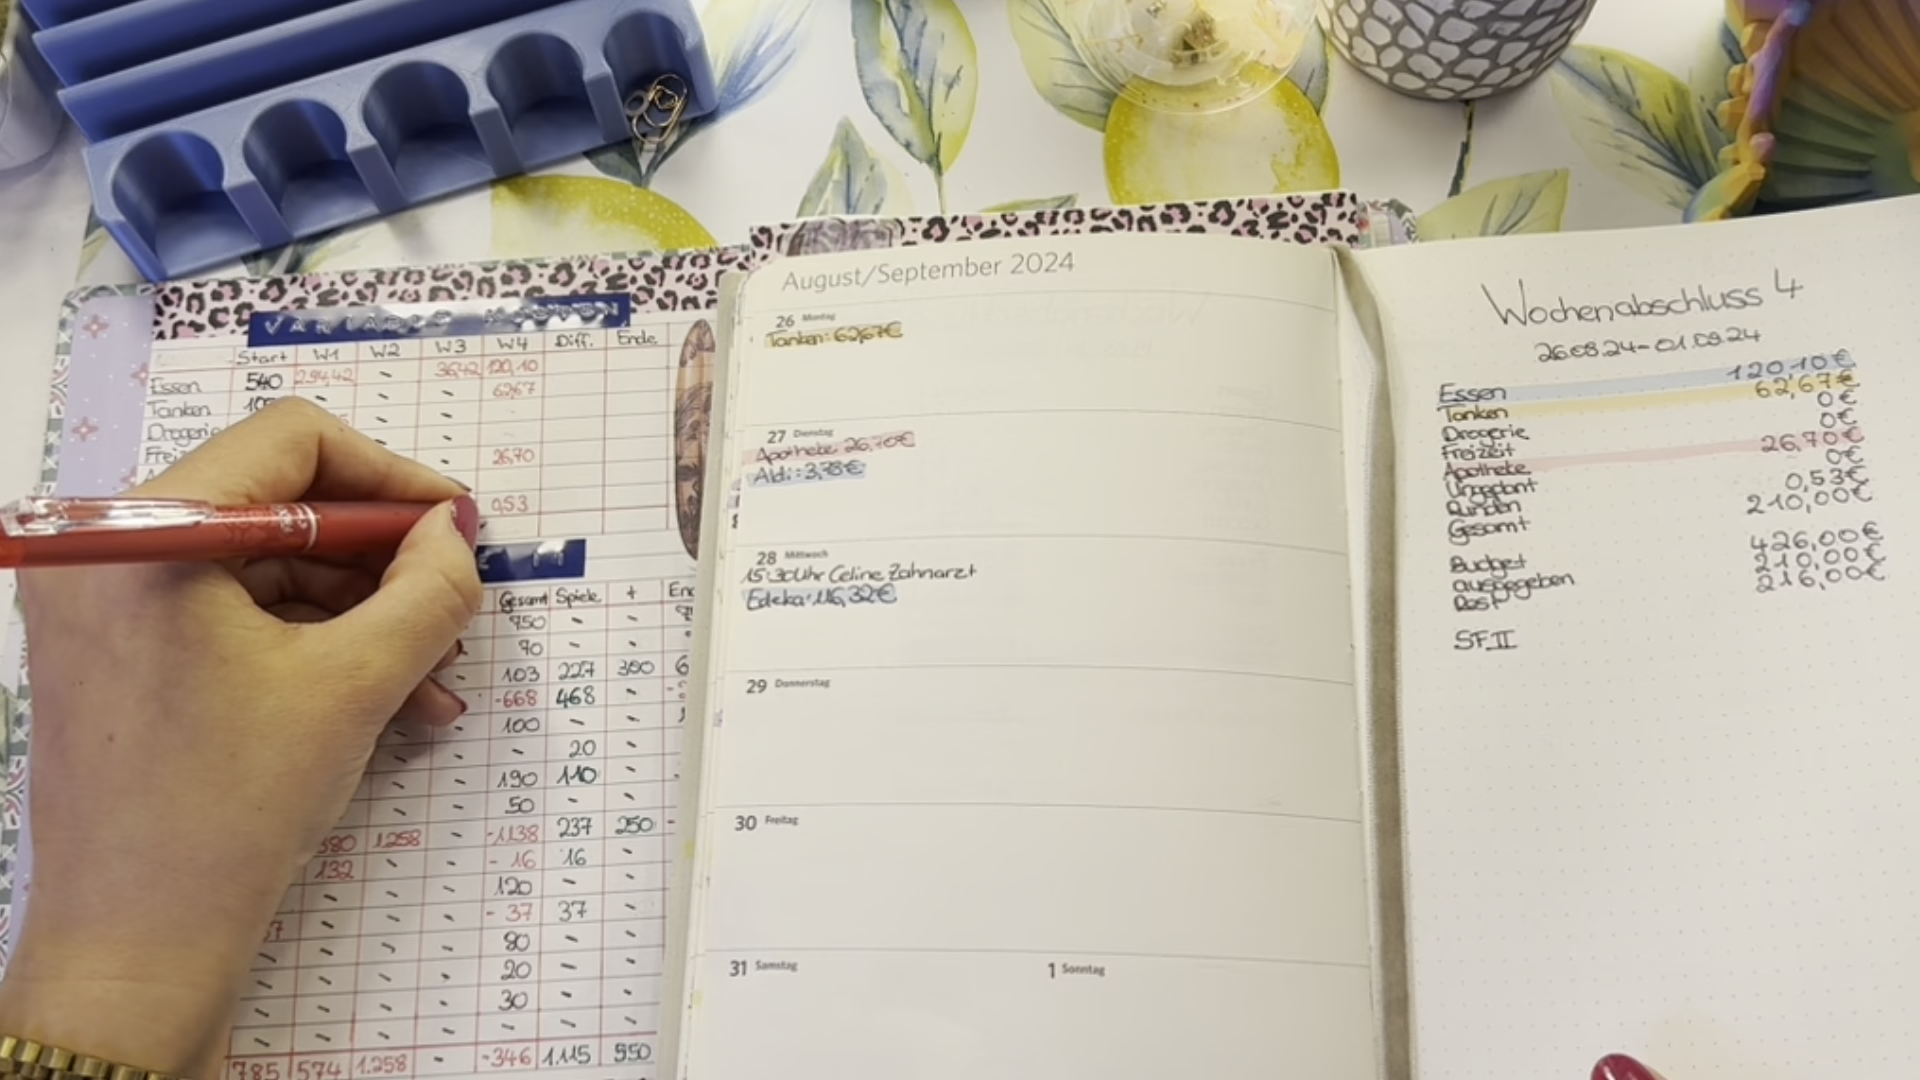 VARIABLE KOSTEN
Start W1 W2 W3 W4 Diff. Ende
Essen 540 294,42 - 36,42 120,10
Tanken - - - 62,67
Drogerie - -
26,70
0,53
Gesamt Spiele +
750 - -
70 - -
103 227 300
-668 468 -
100 - -
- 20 -
190 110 -
50 - -
380 1.258 - -1138 237 250
132 - - -16 16 -
120 - -
-37 37 -
80 - -
20 - -
30 - -
785 574 1.258 - -346 1.115 550
August/September 2024
26 Montag
Tanken: 62,67€
27 Dienstag
Apotheke 26,70€
Aldi: 3,78€
28 Mittwoch
15:30 Uhr Celine Zahnarzt
Edeka: 116,32€
29 Donnerstag
30 Freitag
31 Samstag
1 Sonntag
Wochenabschluss 4
26.08.24-01.09.24
Essen 120,10€
Tanken 62,67€
Drogerie 0€
Freizeit 0€
Apotheke 26,70€
Ungeplant 0€
Runden 0,53€
Gesamt 210,00€
Budget 426,00€
ausgegeben 210,00€
Rest 216,00€
SF II